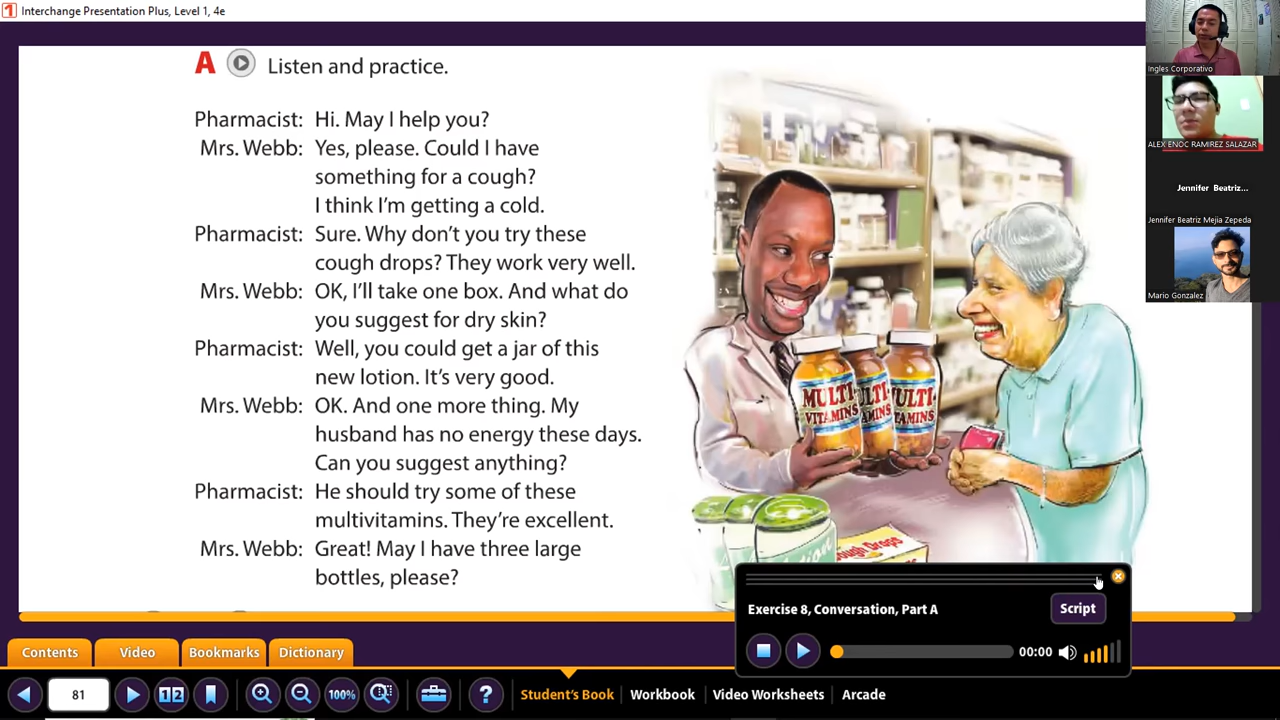 Interchange Presentation Plus, Level 1, 4e
A Listen and practice.
Pharmacist: Hi. May I help you?
Mrs. Webb: Yes, please. Could I have
something for a cough?
I think I'm getting a cold.
Pharmacist: Sure. Why don't you try these
cough drops? They work very well.
Mrs. Webb: OK, I'll take one box. And what do
you suggest for dry skin?
Pharmacist: Well, you could get a jar of this
new lotion. It's very good.
Mrs. Webb: OK. And one more thing. My
husband has no energy these days.
Can you suggest anything?
Pharmacist: He should try some of these
multivitamins. They're excellent.
Mrs. Webb: Great! May I have three large
bottles, please?
MULTI
VITAMINS
Ingles Corporativo
ALEX ENOC RAMIREZ SALAZAR
Jennifer Beatriz...
Jennifer Beatriz Mejia Zepeda
Mario Gonzalez
Exercise 8, Conversation, Part A
Script
00:00
Contents
Video
Bookmarks
Dictionary
81
1 2
100%
?
Student's Book
Workbook
Video Worksheets
Arcade